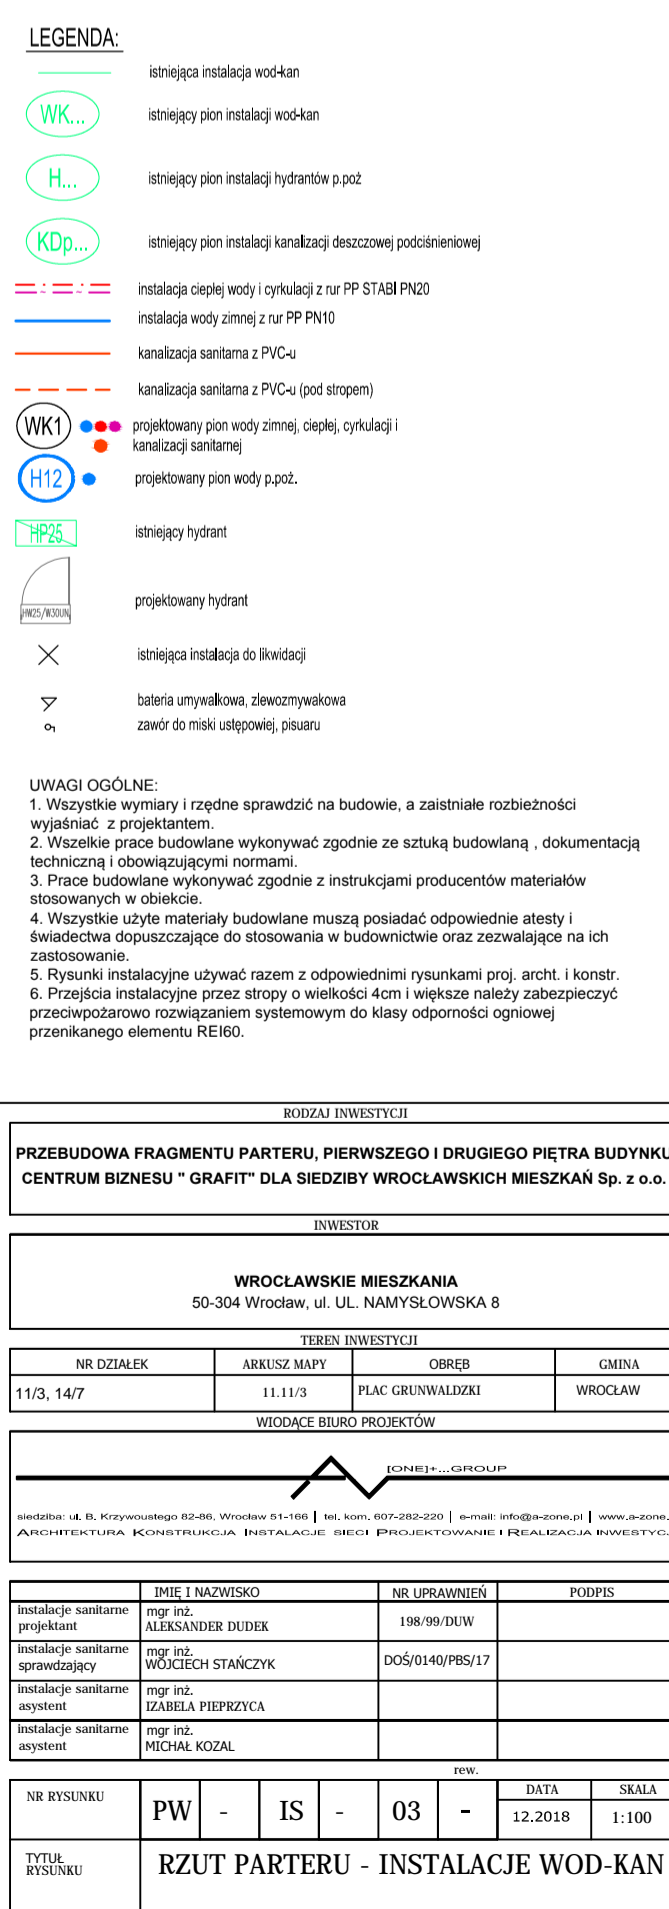 LEGENDA:
istniejąca instalacja wod-kan
WK... istniejący pion instalacji wod-kan
H... istniejący pion instalacji hydrantów p.poż
KDp... istniejący pion instalacji kanalizacji deszczowej podciśnieniowej
instalacja ciepłej wody i cyrkulacji z rur PP STABI PN20
instalacja wody zimnej z rur PP PN10
kanalizacja sanitarna z PVC-u
kanalizacja sanitarna z PVC-u (pod stropem)
WK1 projektowany pion wody zimnej, ciepłej, cyrkulacji i
kanalizacji sanitarnej
H12 projektowany pion wody p.poż.
HP25 istniejący hydrant
projektowany hydrant
HW25/W30UN
istniejąca instalacja do likwidacji
bateria umywalkowa, zlewozmywakowa
zawór do miski ustępowiej, pisuaru
UWAGI OGÓLNE:
1. Wszystkie wymiary i rzędne sprawdzić na budowie, a zaistniałe rozbieżności
wyjaśniać z projektantem.
2. Wszelkie prace budowlane wykonywać zgodnie ze sztuką budowlaną , dokumentacją
techniczną i obowiązującymi normami.
3. Prace budowlane wykonywać zgodnie z instrukcjami producentów materiałów
stosowanych w obiekcie.
4. Wszystkie użyte materiały budowlane muszą posiadać odpowiednie atesty i
świadectwa dopuszczające do stosowania w budownictwie oraz zezwalające na ich
zastosowanie.
5. Rysunki instalacyjne używać razem z odpowiednimi rysunkami proj. archt. i konstr.
6. Przejścia instalacyjne przez stropy o wielkości 4cm i większe należy zabezpieczyć
przeciwpożarowo rozwiązaniem systemowym do klasy odporności ogniowej
przenikanego elementu REI60.
RODZAJ INWESTYCJI
PRZEBUDOWA FRAGMENTU PARTERU, PIERWSZEGO I DRUGIEGO PIĘTRA BUDYNKU
CENTRUM BIZNESU " GRAFIT" DLA SIEDZIBY WROCŁAWSKICH MIESZKAŃ Sp. z o.o.
INWESTOR
WROCŁAWSKIE MIESZKANIA
50-304 Wrocław, ul. UL. NAMYSŁOWSKA 8
TEREN INWESTYCJI
NR DZIAŁEK ARKUSZ MAPY OBRĘB GMINA
11/3, 14/7 11.11/3 PLAC GRUNWALDZKI WROCŁAW
WIODĄCE BIURO PROJEKTÓW
[ONE]+...GROUP
siedziba: ul. B. Krzywoustego 82-86, Wrocław 51-166 | tel. kom. 607-282-220 | e-mail: info@a-zone.pl | www.a-zone.
ARCHITEKTURA KONSTRUKCJA INSTALACJE SIECI PROJEKTOWANIE I REALIZACJA INWESTYC.
IMIĘ I NAZWISKO NR UPRAWNIEŃ PODPIS
instalacje sanitarne mgr inż.
projektant ALEKSANDER DUDEK 198/99/DUW
instalacje sanitarne mgr inż.
sprawdzający WOJCIECH STAŃCZYK DOŚ/0140/PBS/17
instalacje sanitarne mgr inż.
asystent IZABELA PIEPRZYCA
instalacje sanitarne mgr inż.
asystent MICHAŁ KOZAL
rew.
NR RYSUNKU PW - IS - 03 - DATA SKALA
12.2018 1:100
TYTUŁ
RYSUNKU RZUT PARTERU - INSTALACJE WOD-KAN